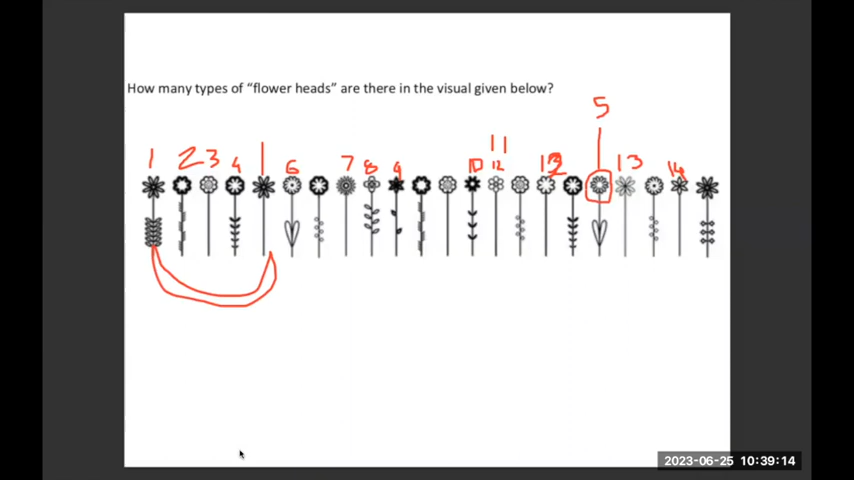 How many types of “flower heads” are there in the visual given below?
5
11
1 2 3 4 1 6 7 8 9 10 12 12 13 14
2023-06-25 10:39:14